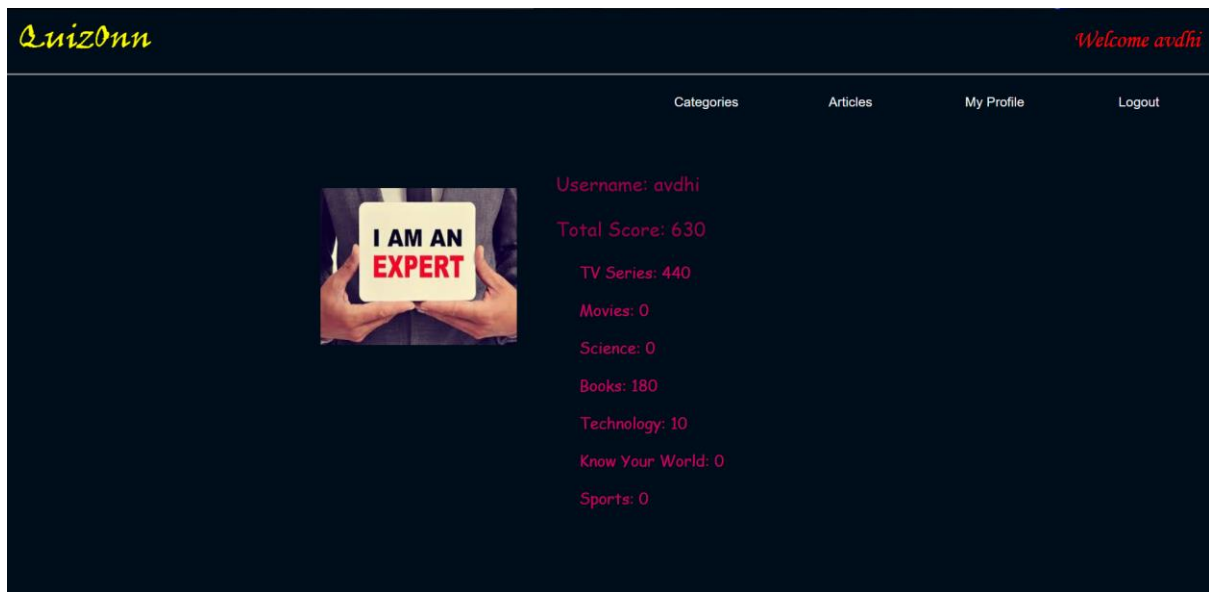 QuizOnn
Welcome avdhi
Categories Articles My Profile Logout
I AM AN
EXPERT
Username: avdhi
Total Score: 630
TV Series: 440
Movies: 0
Science: 0
Books: 180
Technology: 10
Know Your World: 0
Sports: 0